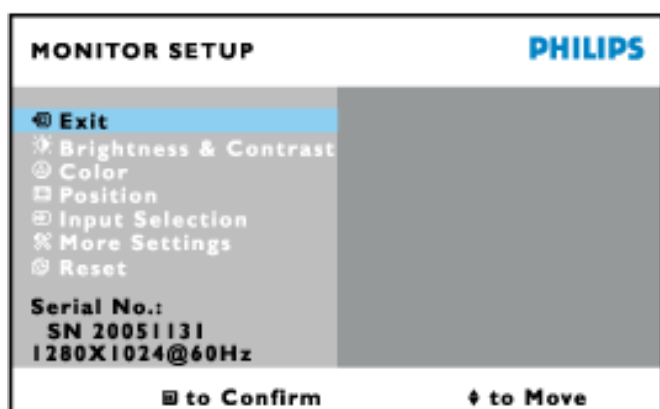 MONITOR SETUP PHILIPS
Exit
Brightness & Contrast
Color
Position
Input Selection
More Settings
Reset
Serial No.:
SN 20051131
1280X1024@60Hz
to Confirm to Move